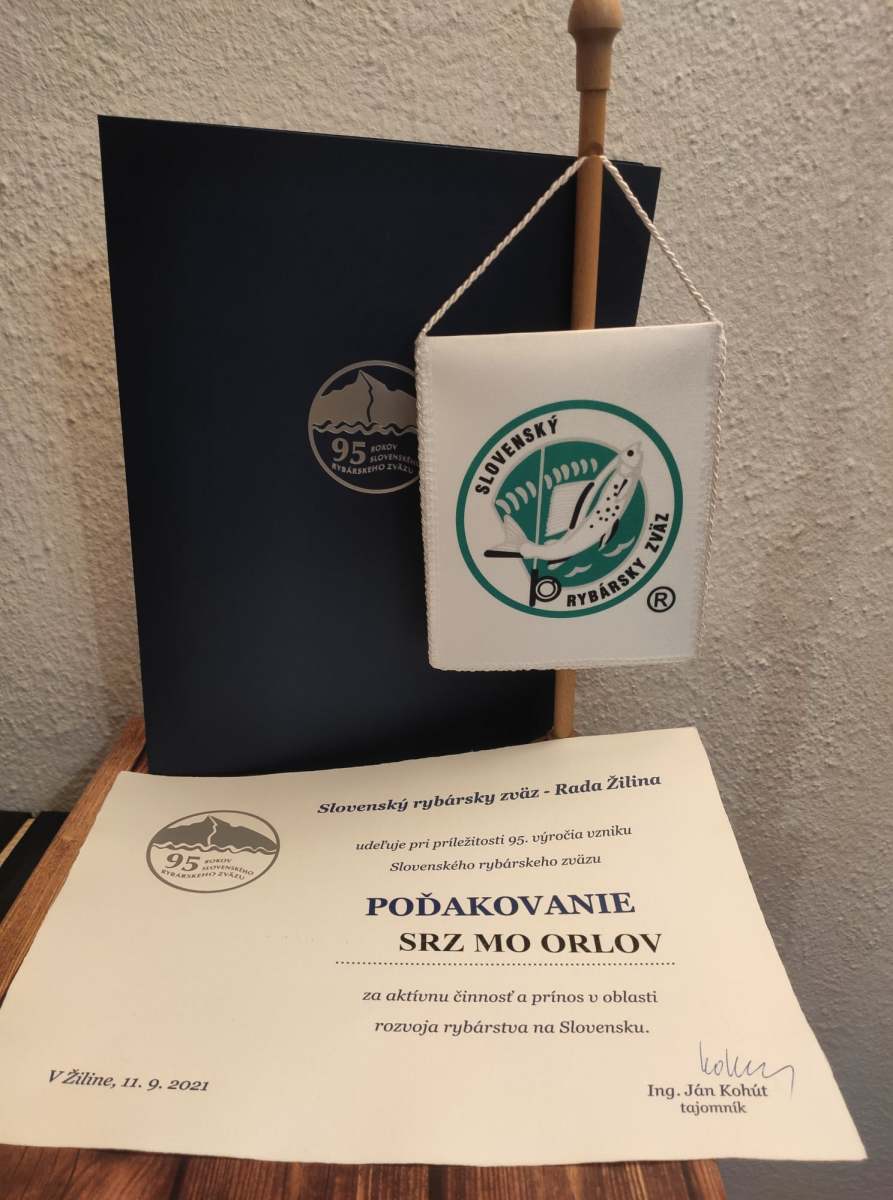 95 ROKOV
SLOVENSKÉHO
RYBÁRSKEHO ZVÄZU
SLOVENSKÝ
RYBÁRSKY ZVÄZ
®
95 ROKOV
SLOVENSKÉHO
RYBÁRSKEHO ZVÄZU
Slovenský rybársky zväz - Rada Žilina
udeľuje pri príležitosti 95. výročia vzniku
Slovenského rybárskeho zväzu
POĎAKOVANIE
SRZ MO ORLOV
za aktívnu činnosť a prínos v oblasti
rozvoja rybárstva na Slovensku.
V Žiline, 11. 9. 2021
Ing. Ján Kohút
tajomník